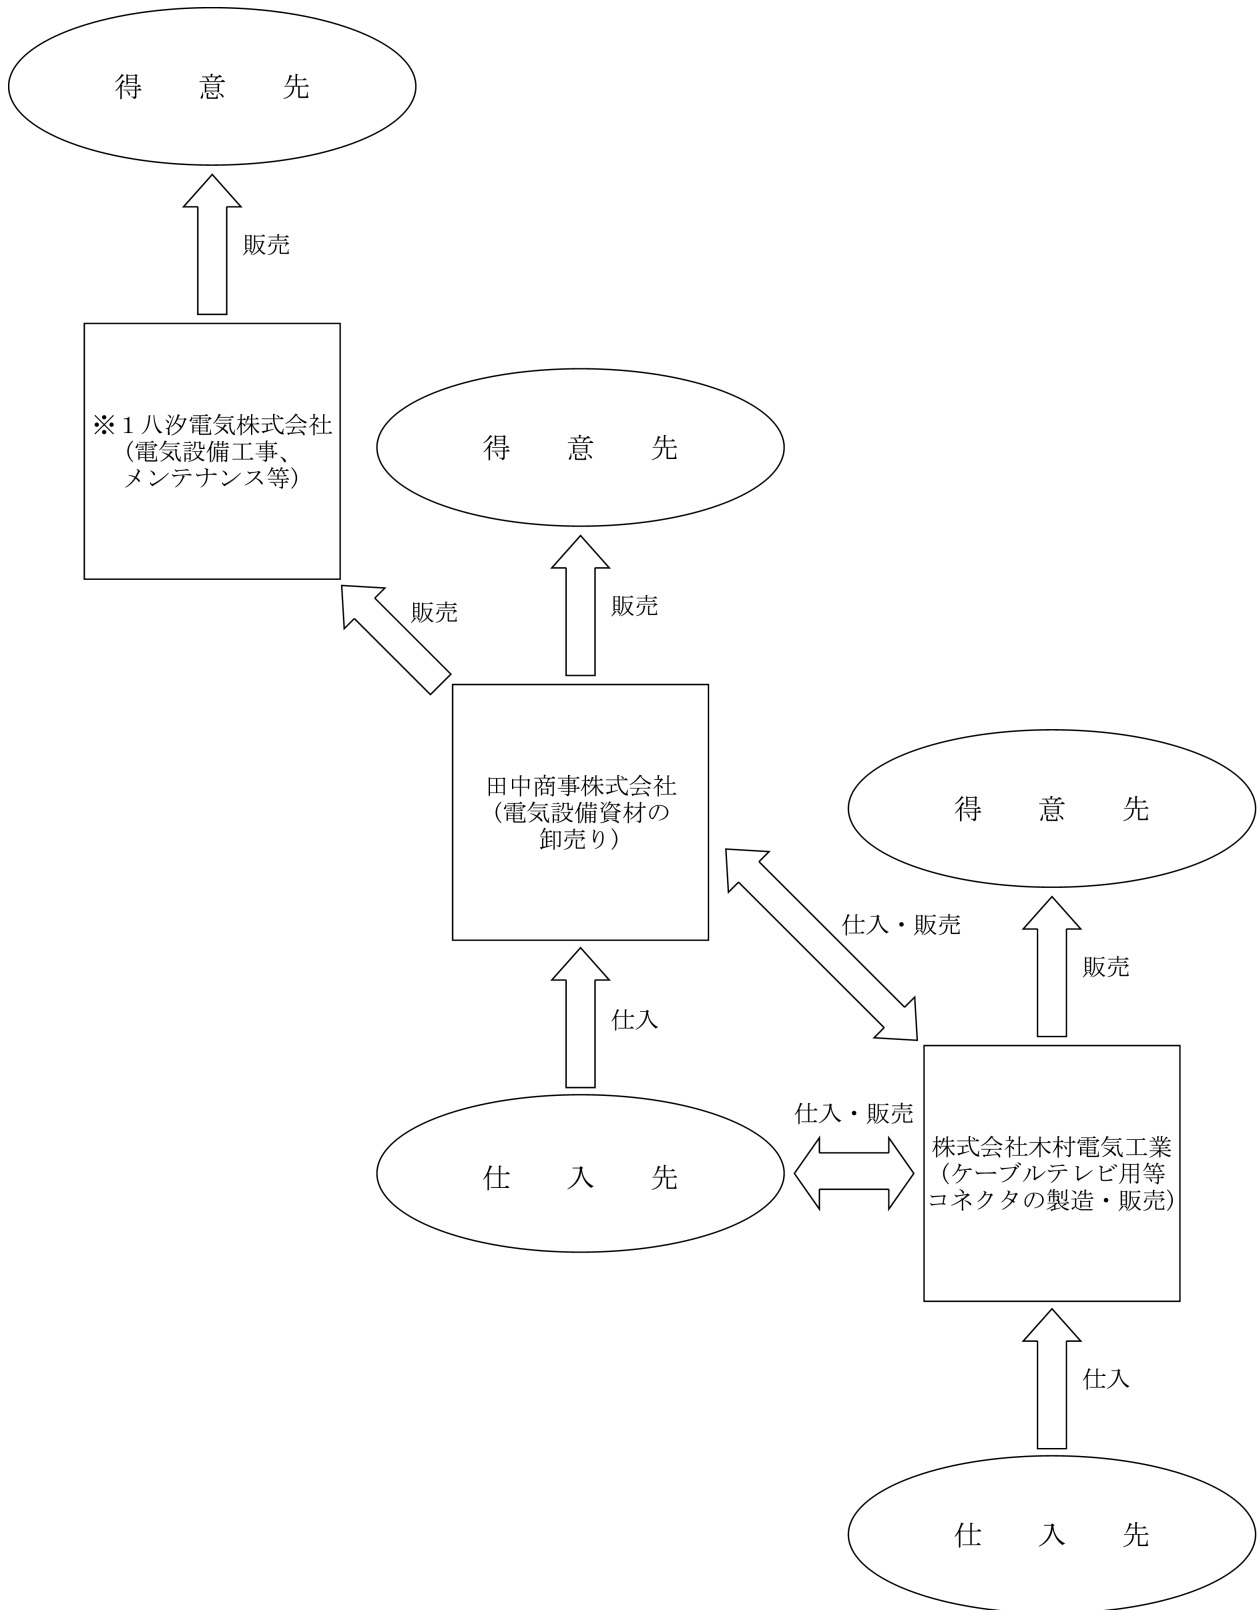 得　意　先
販売
※１八汐電気株式会社
（電気設備工事、
メンテナンス等）
得　意　先
販売
販売
田中商事株式会社
（電気設備資材の
卸売り）
得　意　先
仕入・販売
販売
仕入
仕入・販売
株式会社木村電気工業
（ケーブルテレビ用等
コネクタの製造・販売）
仕　入　先
仕入
仕　入　先